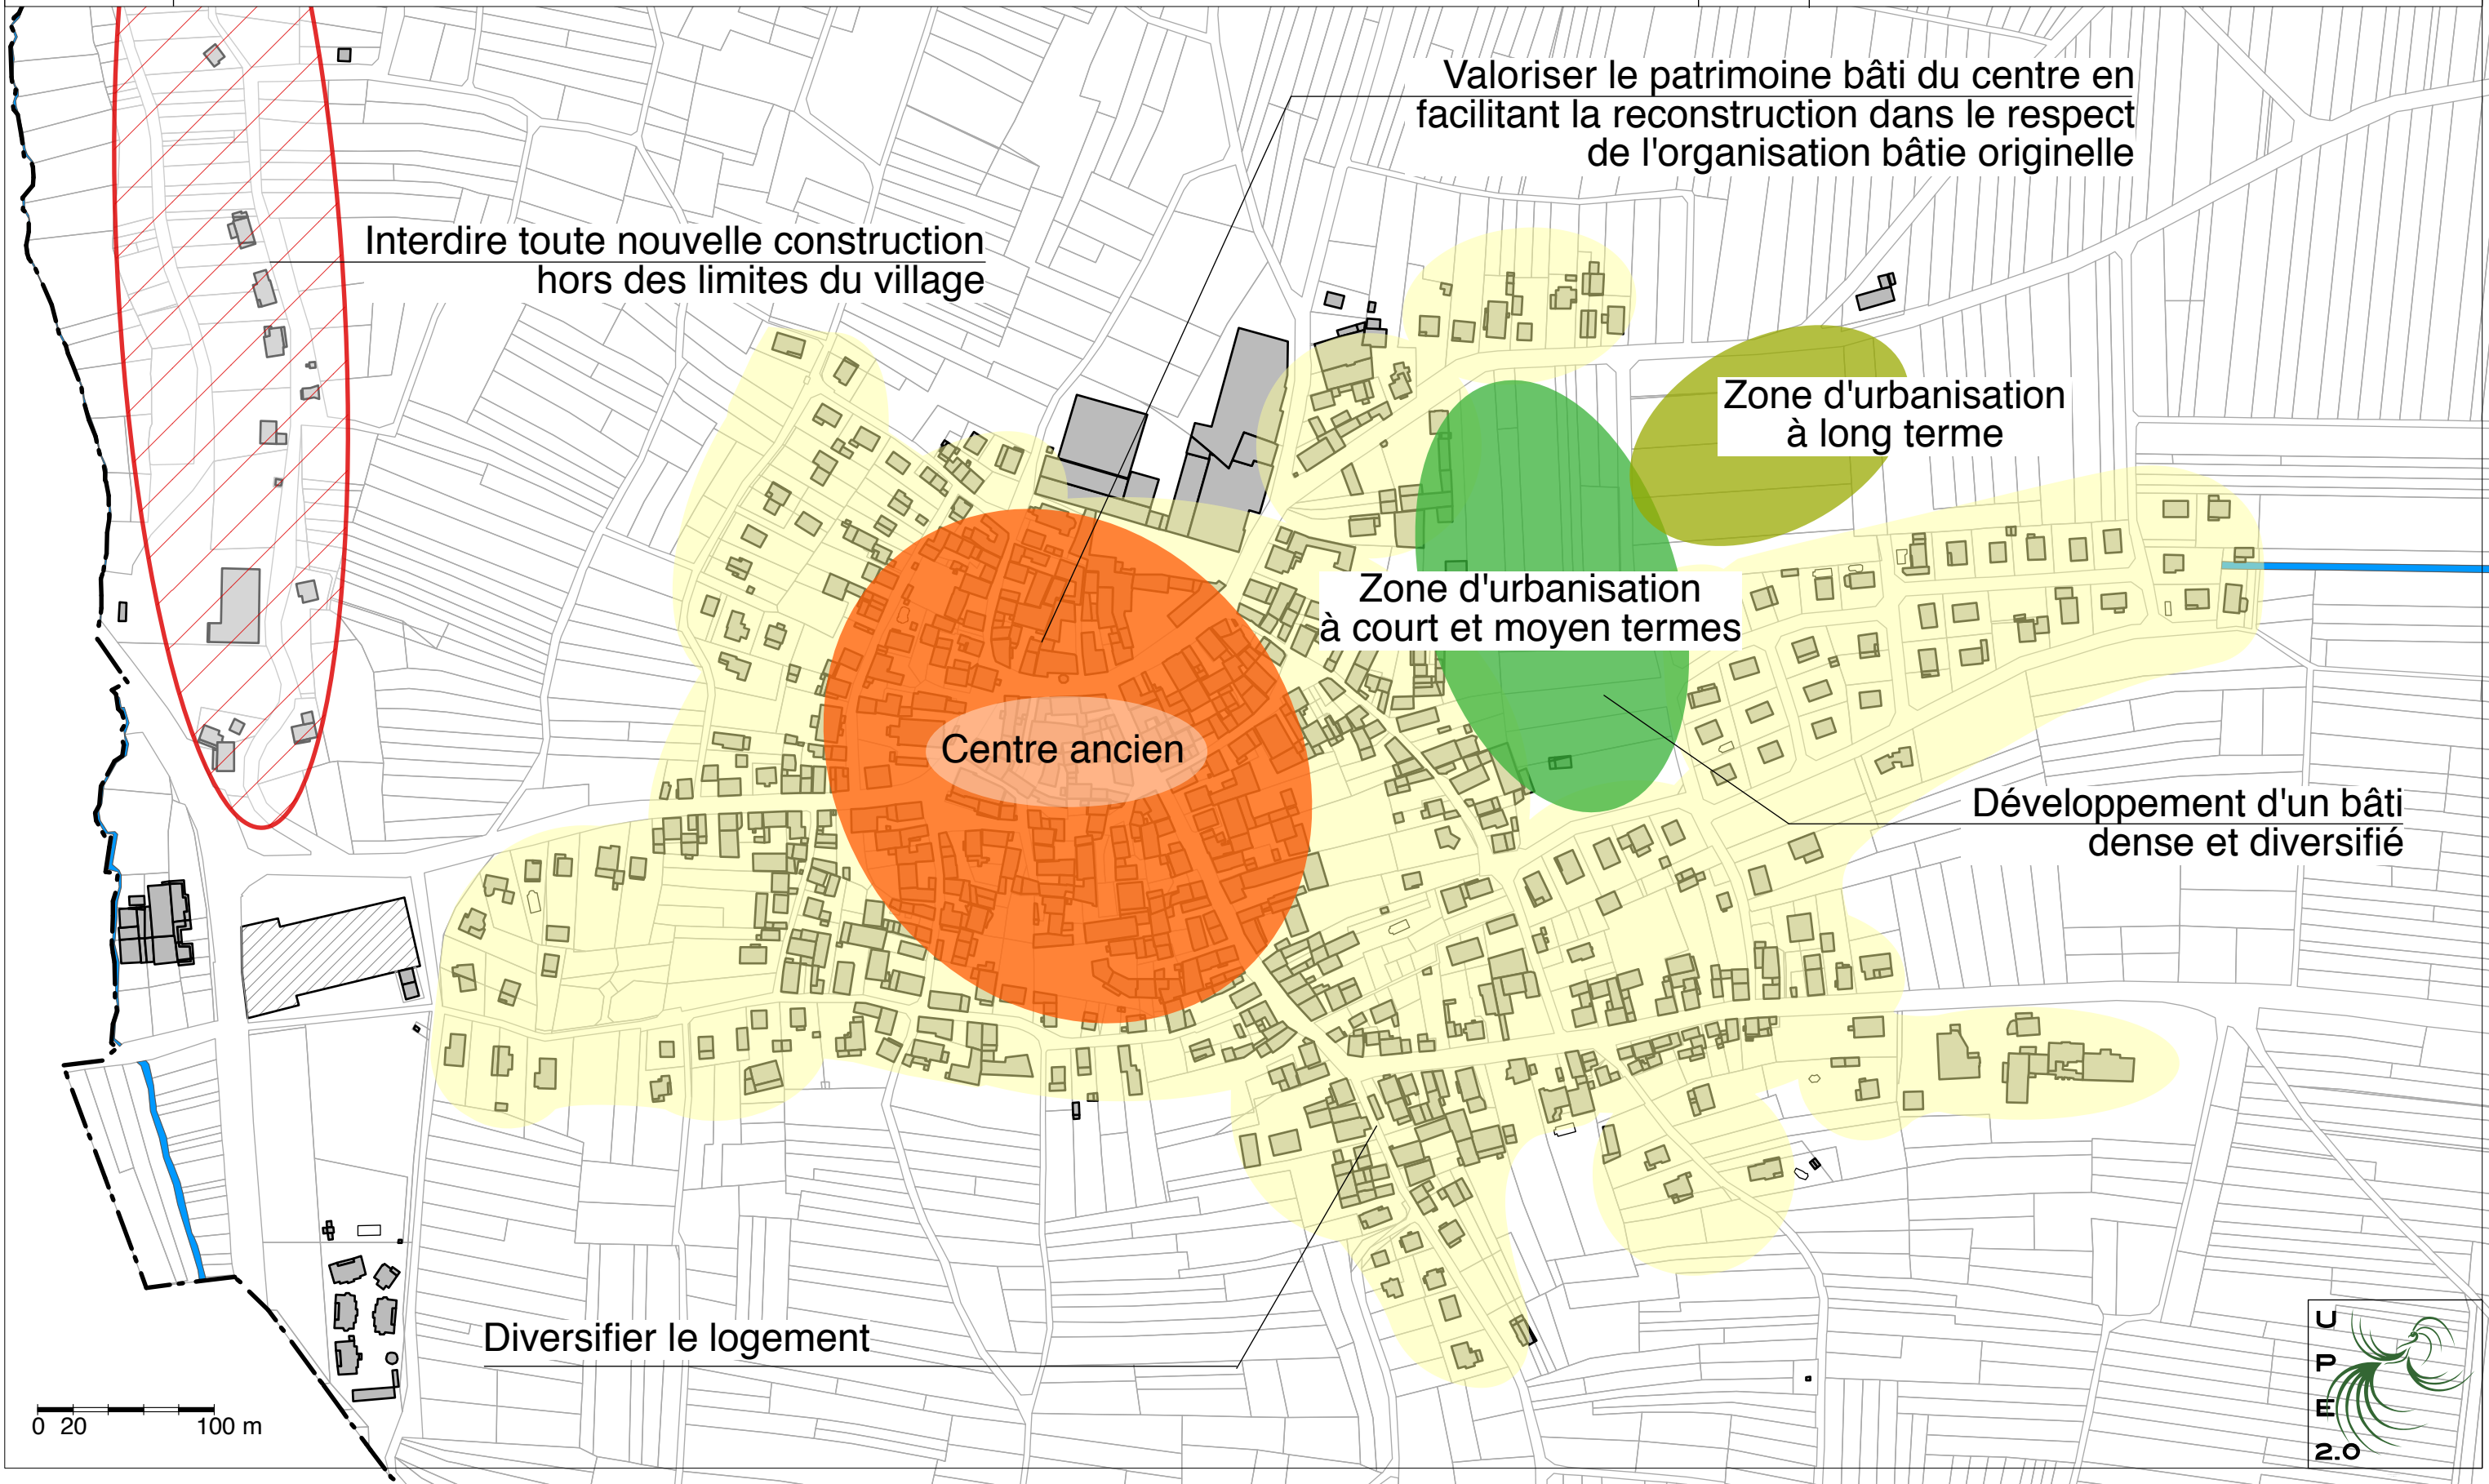 Valoriser le patrimoine bâti du centre en
facilitant la reconstruction dans le respect
de l'organisation bâtie originelle
Interdire toute nouvelle construction
hors des limites du village
Zone d'urbanisation
à long terme
Zone d'urbanisation
à court et moyen termes
Centre ancien
Développement d'un bâti
dense et diversifié
Diversifier le logement
0 20 100 m
U
P
E
2.0